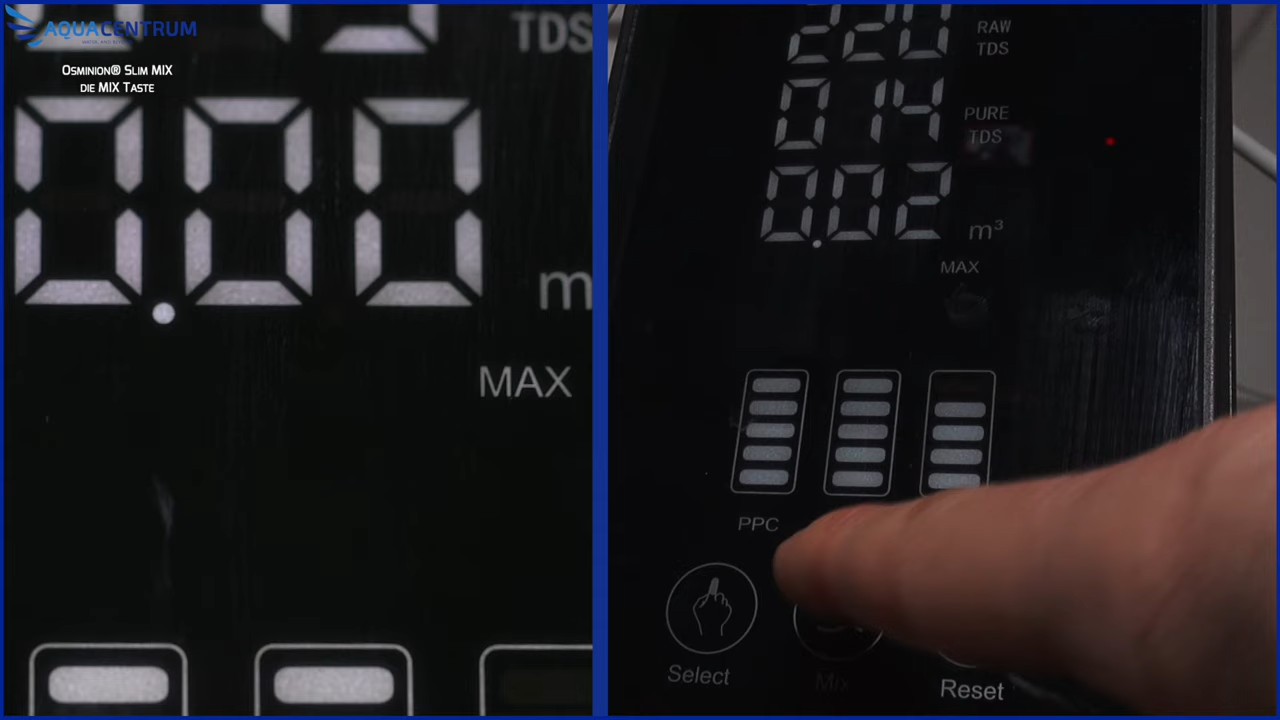 AQUACENTRUM
Osminion® Slim MIX
die MIX Taste
TDS
0.00
m
MAX
220
RAW
TDS
014
PURE
TDS
0.02
m³
MAX
PPC
Select
Mix
Reset